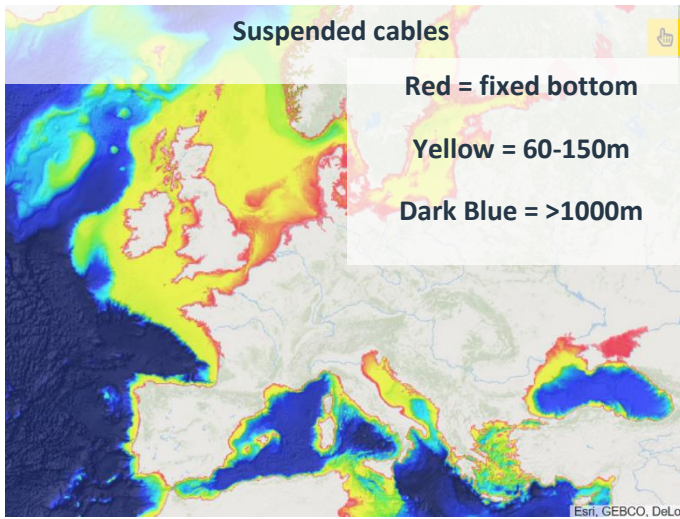 Suspended cables
Red = fixed bottom
Yellow = 60-150m
Dark Blue = >1000m
Esri, GEBCO, DeLo